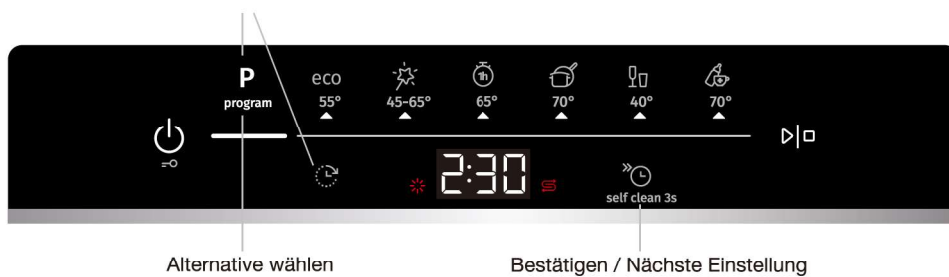 P eco 1h
program 55° 45-65° 65° 70° 40° 70°
2:30
self clean 3s
Alternative wählen Bestätigen / Nächste Einstellung